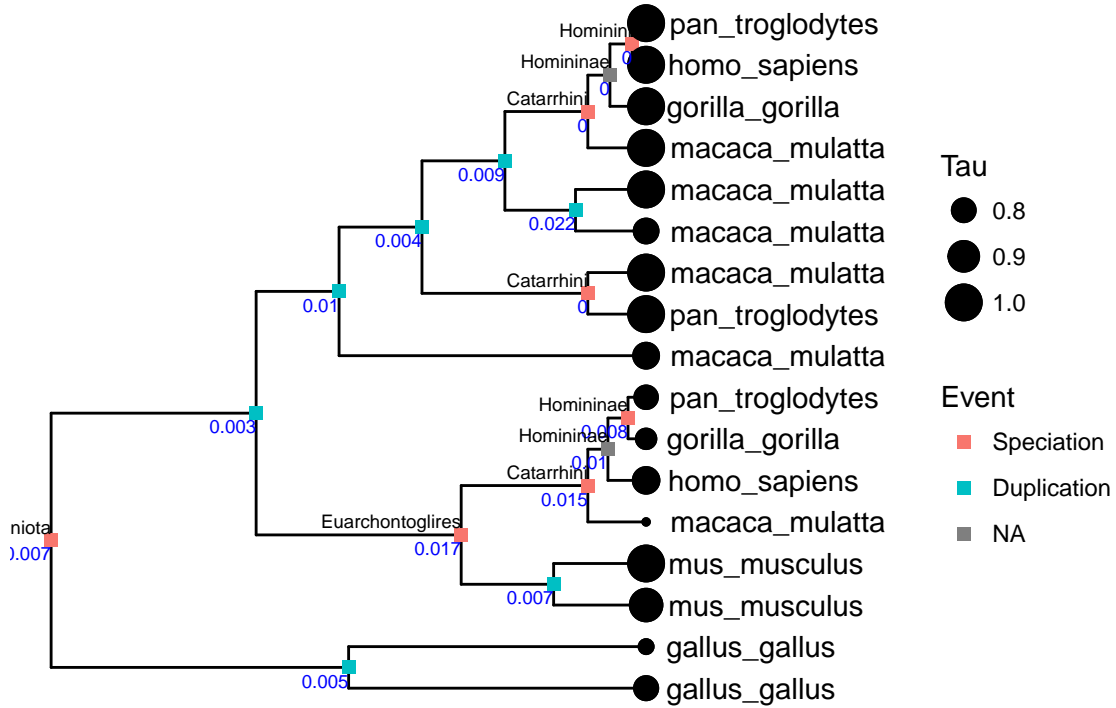 pan_troglodytes
Hominini
0
homo_sapiens
Homininae
0
gorilla_gorilla
Catarrhini
0
macaca_mulatta
0.009
macaca_mulatta
0.022
macaca_mulatta
0.004
macaca_mulatta
Catarrhini
0
pan_troglodytes
0.01
macaca_mulatta
pan_troglodytes
Homininae
0.008
0.003
gorilla_gorilla
Homininae
0.01
homo_sapiens
Catarrhini
0.015
macaca_mulatta
Euarchontoglires
0.017
niota
0.007
mus_musculus
0.007
mus_musculus
gallus_gallus
0.005
gallus_gallus
Tau
0.8
0.9
1.0
Event
Speciation
Duplication
NA